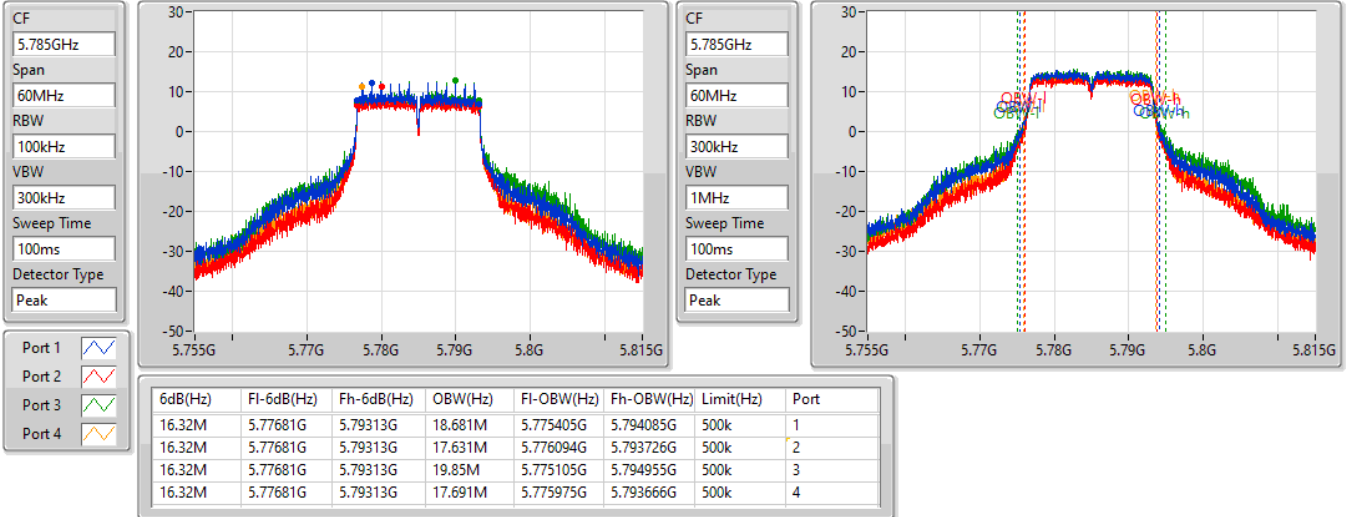 CF
5.785GHz
Span
60MHz
RBW
100kHz
VBW
300kHz
Sweep Time
100ms
Detector Type
Peak
30
20
10
0
-10
-20
-30
-40
-50
5.755G 5.77G 5.78G 5.79G 5.8G 5.815G
CF
5.785GHz
Span
60MHz
RBW
300kHz
VBW
1MHz
Sweep Time
100ms
Detector Type
Peak
30
20
10
0
-10
-20
-30
-40
-50
OBW-l OBW-h
OBW-l OBW-h
OBW-l OBW-h
5.755G 5.77G 5.78G 5.79G 5.8G 5.815G
Port 1
Port 2
Port 3
Port 4
6dB(Hz) Fl-6dB(Hz) Fh-6dB(Hz) OBW(Hz) Fl-OBW(Hz) Fh-OBW(Hz) Limit(Hz) Port
16.32M 5.77681G 5.79313G 18.681M 5.775405G 5.794085G 500k 1
16.32M 5.77681G 5.79313G 17.631M 5.776094G 5.793726G 500k 2
16.32M 5.77681G 5.79313G 19.85M 5.775105G 5.794955G 500k 3
16.32M 5.77681G 5.79313G 17.691M 5.775975G 5.793666G 500k 4